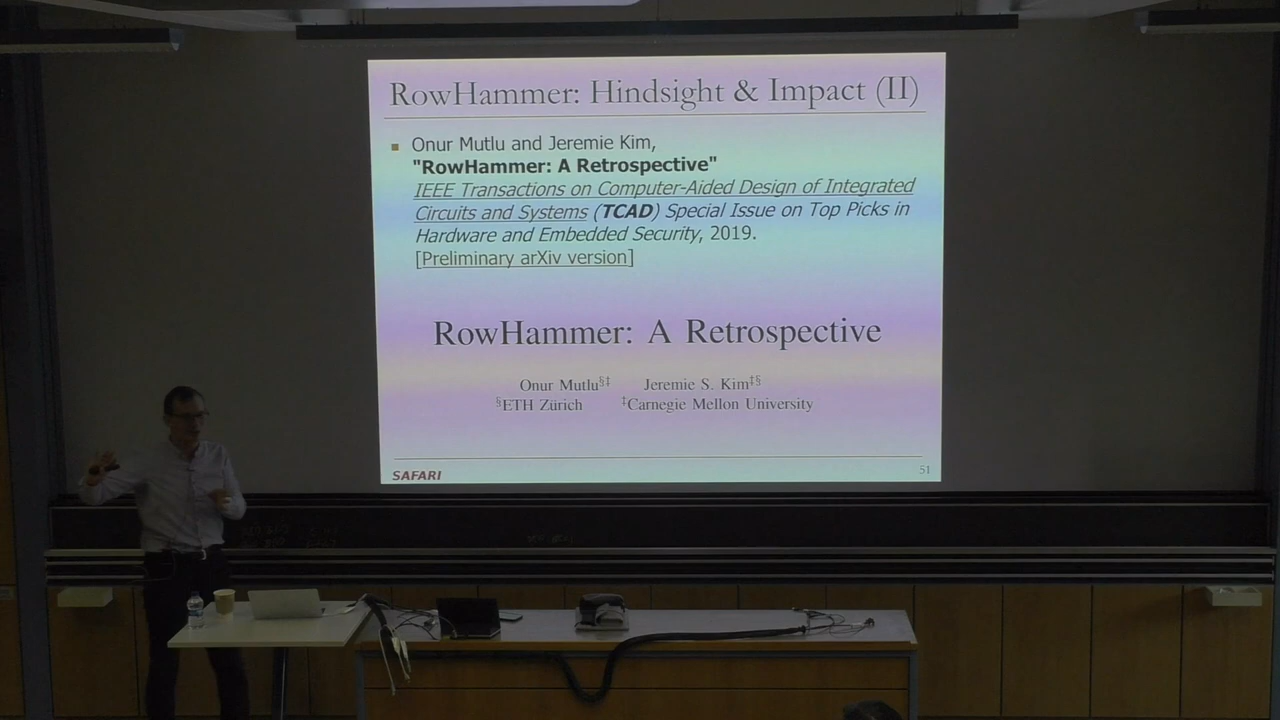 RowHammer: Hindsight & Impact (II)
Onur Mutlu and Jeremie Kim,
"RowHammer: A Retrospective"
IEEE Transactions on Computer-Aided Design of Integrated
Circuits and Systems (TCAD) Special Issue on Top Picks in
Hardware and Embedded Security, 2019.
[Preliminary arXiv version]
RowHammer: A Retrospective
Onur Mutlu§‡ Jeremie S. Kim‡§
§ETH Zürich ‡Carnegie Mellon University
SAFARI 51